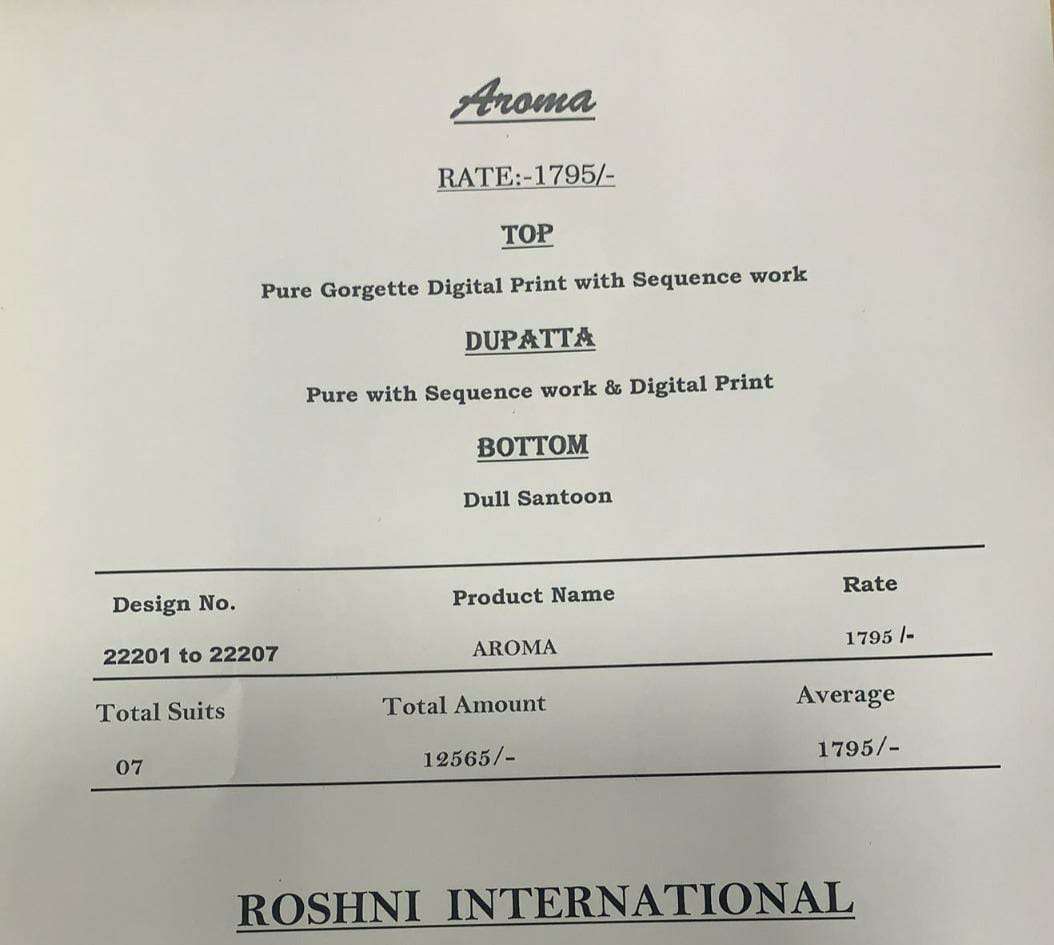 Aroma
RATE:-1795/-
TOP
Pure Gorgette Digital Print with Sequence work
DUPATTA
Pure with Sequence work & Digital Print
BOTTOM
Dull Santoon
Design No. Product Name Rate
22201 to 22207 AROMA 1795 /-
Total Suits Total Amount Average
07 12565/- 1795/-
ROSHNI INTERNATIONAL